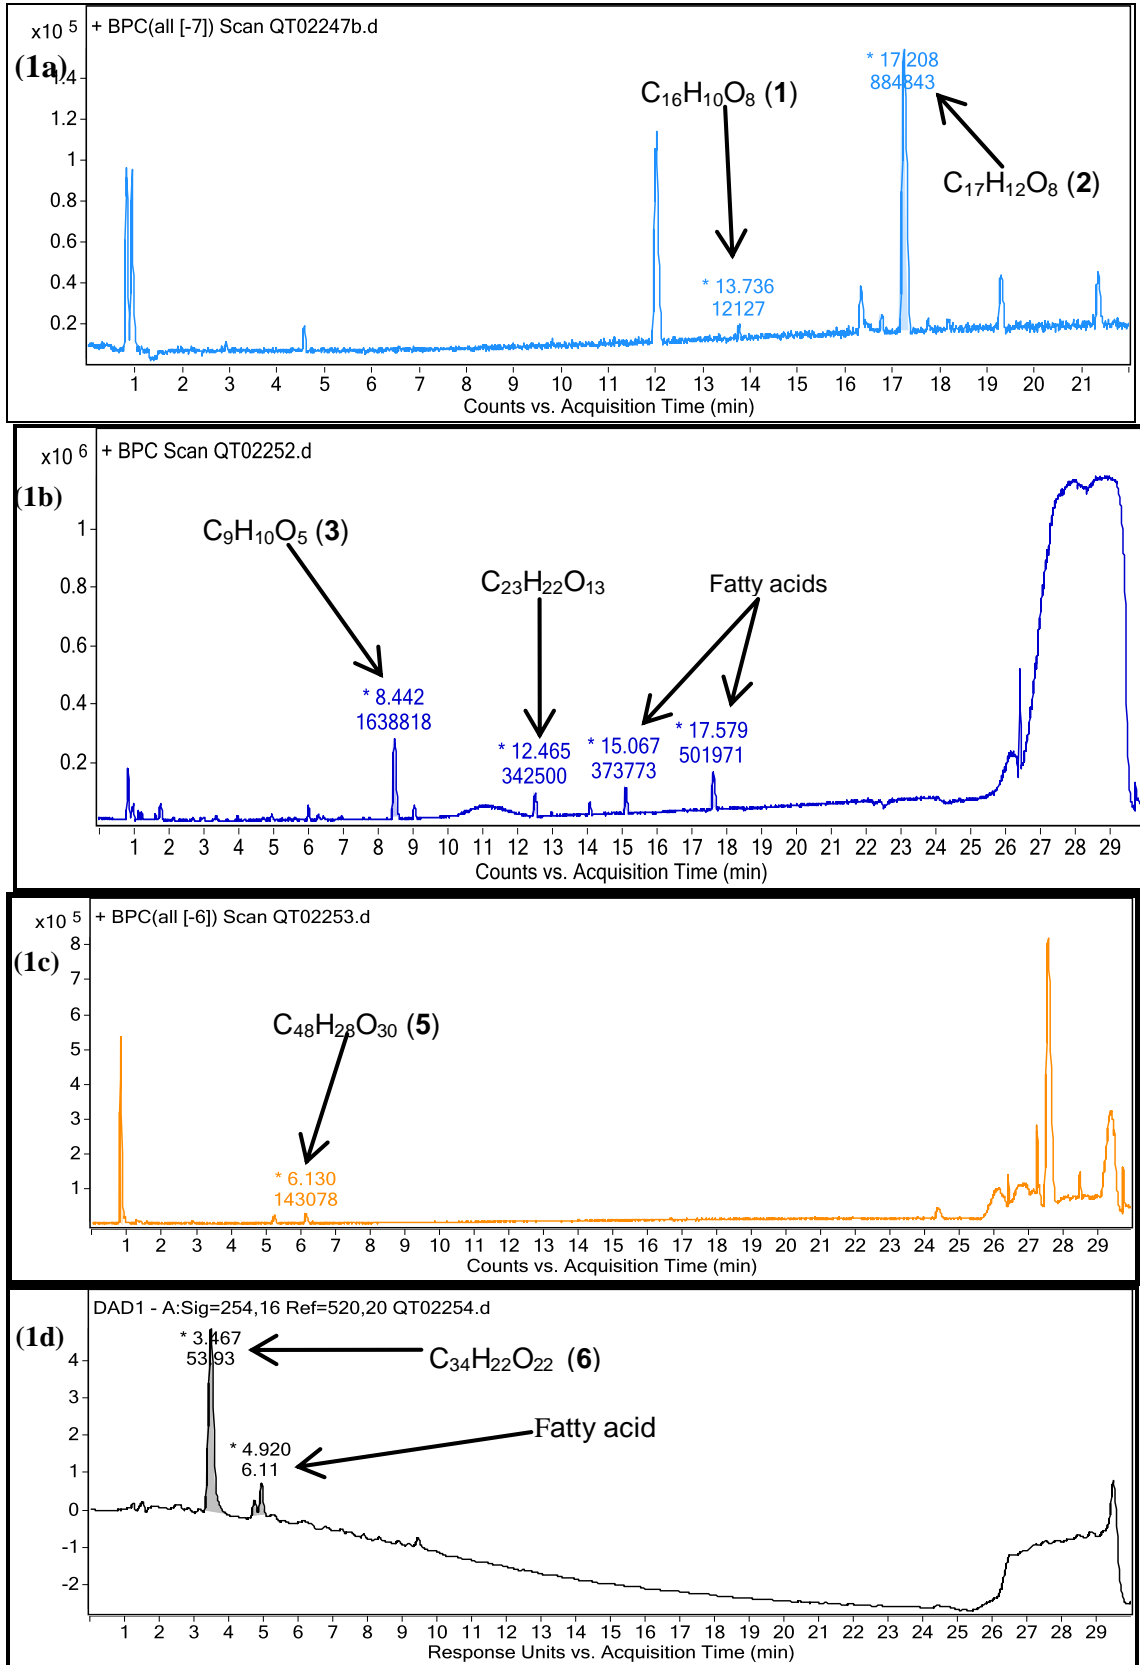 x10 5
+ BPC(all [-7]) Scan QT02247b.d
(1a)
1.4
1.2
1
0.8
0.6
0.4
0.2
* 17.208
884843
C₁₆H₁₀O₈ (1)
C₁₇H₁₂O₈ (2)
* 13.736
12127
1 2 3 4 5 6 7 8 9 10 11 12 13 14 15 16 17 18 19 20 21
Counts vs. Acquisition Time (min)
x10 6
+ BPC Scan QT02252.d
(1b)
1
0.8
0.6
0.4
0.2
C₉H₁₀O₅ (3)
C₂₃H₂₂O₁₃
Fatty acids
* 8.442
1638818
* 12.465
342500
* 15.067
373773
* 17.579
501971
1 2 3 4 5 6 7 8 9 10 11 12 13 14 15 16 17 18 19 20 21 22 23 24 25 26 27 28 29
Counts vs. Acquisition Time (min)
x10 5
+ BPC(all [-6]) Scan QT02253.d
(1c)
8
7
6
5
4
3
2
1
C₄₈H₂₈O₃₀ (5)
* 6.130
143078
1 2 3 4 5 6 7 8 9 10 11 12 13 14 15 16 17 18 19 20 21 22 23 24 25 26 27 28 29
Counts vs. Acquisition Time (min)
DAD1 - A:Sig=254,16 Ref=520,20 QT02254.d
(1d)
4
3
2
1
0
-1
-2
* 3.467
53.93
C₃₄H₂₂O₂₂ (6)
Fatty acid
* 4.920
6.11
1 2 3 4 5 6 7 8 9 10 11 12 13 14 15 16 17 18 19 20 21 22 23 24 25 26 27 28 29
Response Units vs. Acquisition Time (min)